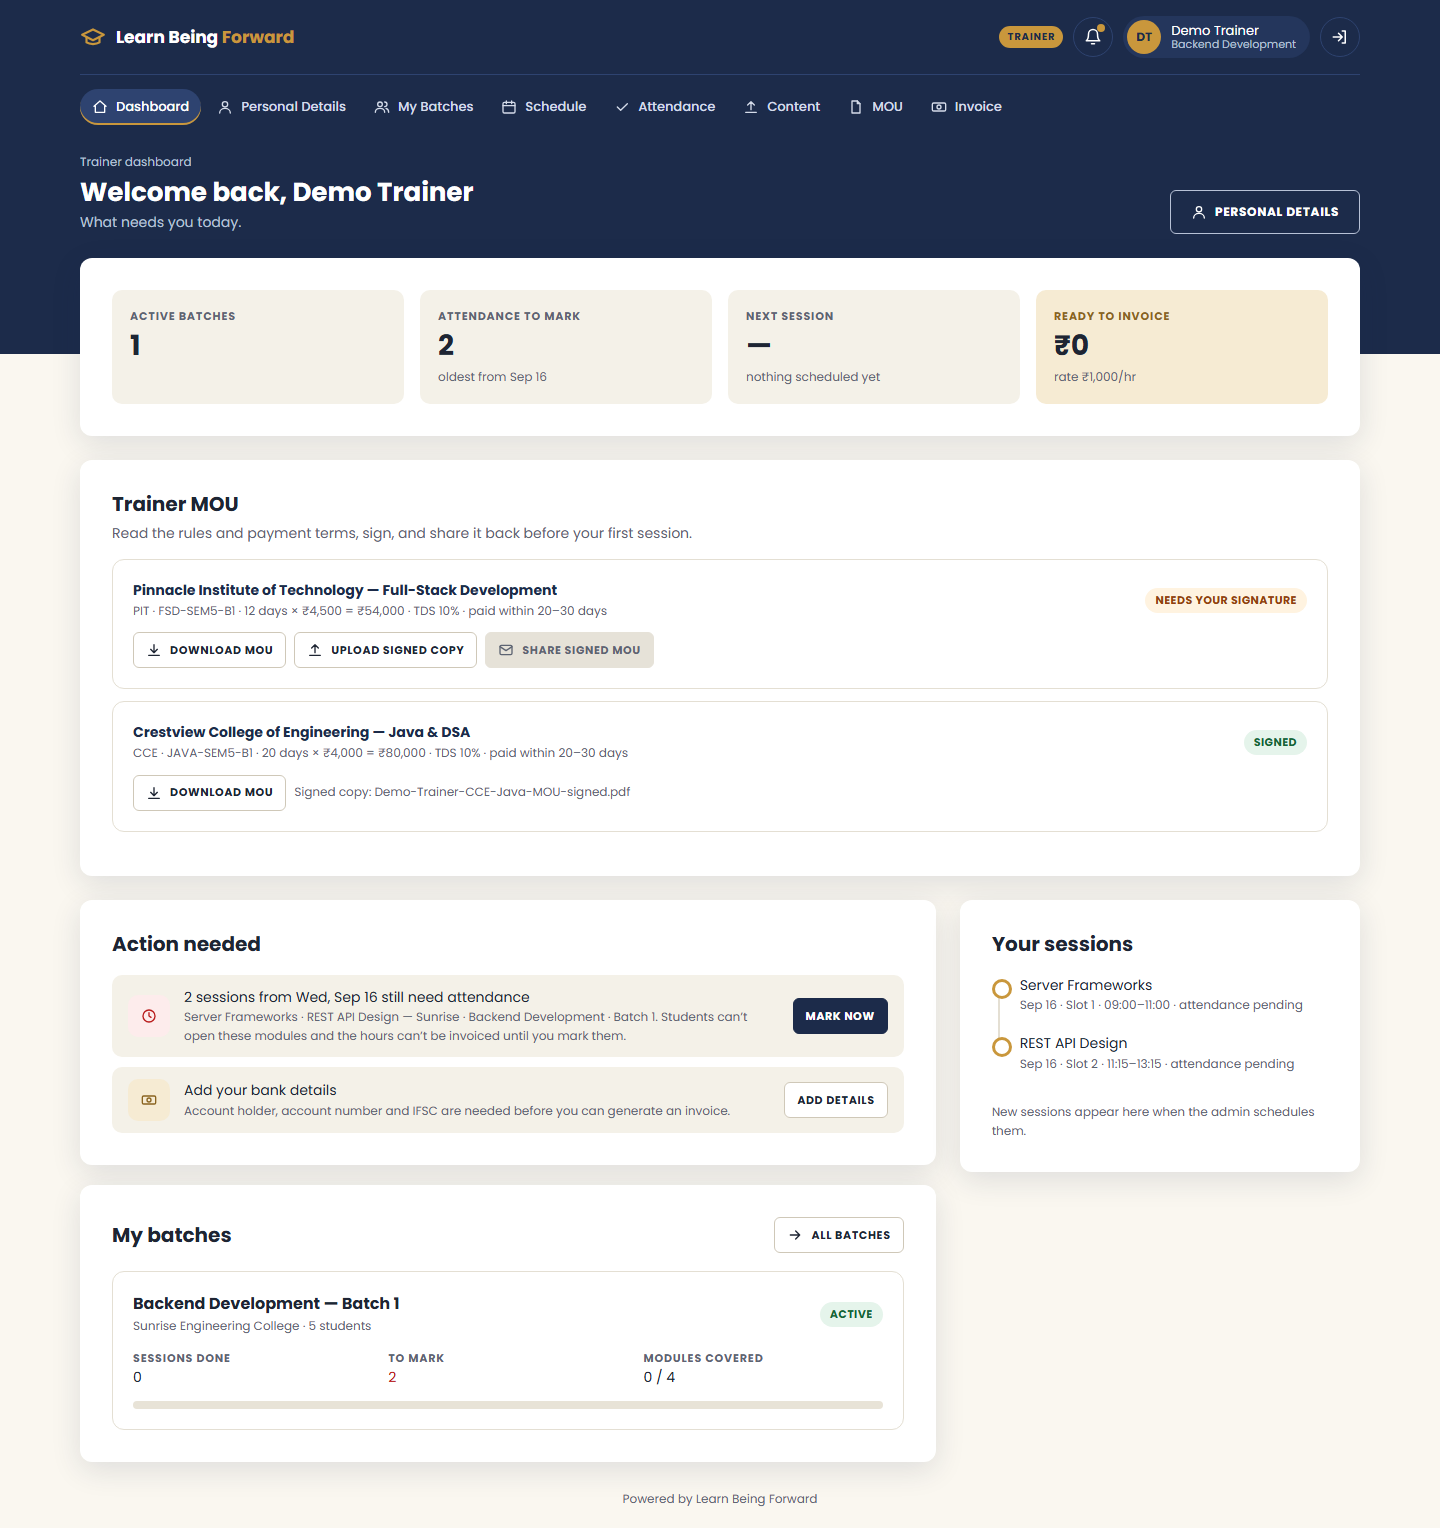 Learn Being Forward
TRAINER
DT
Demo Trainer
Backend Development
Dashboard
Personal Details
My Batches
Schedule
Attendance
Content
MOU
Invoice
Trainer dashboard
Welcome back, Demo Trainer
What needs you today.
PERSONAL DETAILS
ACTIVE BATCHES
1
ATTENDANCE TO MARK
2
oldest from Sep 16
NEXT SESSION
—
nothing scheduled yet
READY TO INVOICE
₹0
rate ₹1,000/hr
Trainer MOU
Read the rules and payment terms, sign, and share it back before your first session.
Pinnacle Institute of Technology — Full-Stack Development
PIT · FSD-SEM5-B1 · 12 days × ₹4,500 = ₹54,000 · TDS 10% · paid within 20–30 days
NEEDS YOUR SIGNATURE
DOWNLOAD MOU
UPLOAD SIGNED COPY
SHARE SIGNED MOU
Crestview College of Engineering — Java & DSA
CCE · JAVA-SEM5-B1 · 20 days × ₹4,000 = ₹80,000 · TDS 10% · paid within 20–30 days
SIGNED
DOWNLOAD MOU
Signed copy: Demo-Trainer-CCE-Java-MOU-signed.pdf
Action needed
2 sessions from Wed, Sep 16 still need attendance
Server Frameworks · REST API Design — Sunrise · Backend Development · Batch 1. Students can’t
open these modules and the hours can’t be invoiced until you mark them.
MARK NOW
Add your bank details
Account holder, account number and IFSC are needed before you can generate an invoice.
ADD DETAILS
Your sessions
Server Frameworks
Sep 16 · Slot 1 · 09:00–11:00 · attendance pending
REST API Design
Sep 16 · Slot 2 · 11:15–13:15 · attendance pending
New sessions appear here when the admin schedules
them.
My batches
ALL BATCHES
Backend Development — Batch 1
Sunrise Engineering College · 5 students
ACTIVE
SESSIONS DONE
0
TO MARK
2
MODULES COVERED
0 / 4
Powered by Learn Being Forward